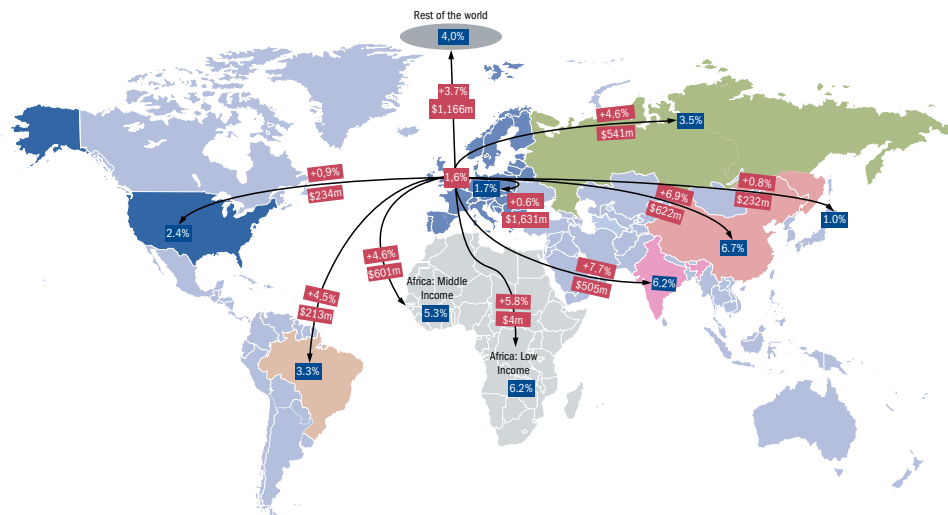 Rest of the world
4,0%
+3.7%
$1,166m
+4.6%
$541m
3.5%
+0,9%
$234m
1,6%
1.7%
+0.6%
$1,631m
+6.9%
$622m
+0.8%
$232m
1.0%
2.4%
6.7%
+4.6%
$601m
+7.7%
$505m
6.2%
Africa: Middle
Income
5.3%
+4.5%
$213m
+5.8%
$4m
3.3%
Africa: Low
Income
6.2%